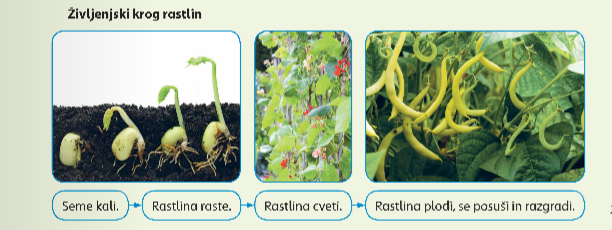 Življenjski krog rastlin
Seme kali.
Rastlina raste.
Rastlina cveti.
Rastlina plodi, se posuši in razgradi.